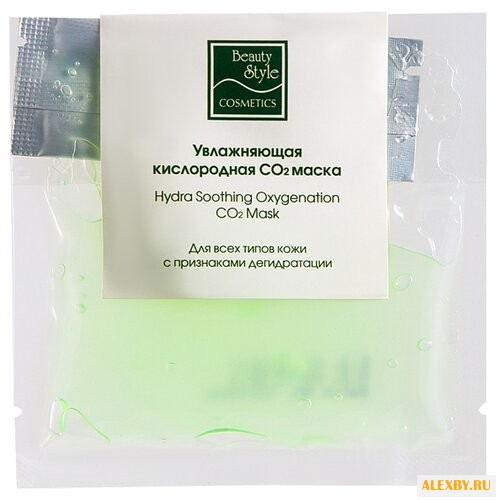 Beauty
Style
COSMETICS
Увлажняющая
кислородная CO₂ маска
Hydra Soothing Oxygenation
CO₂ Mask
Для всех типов кожи
с признаками дегидратации
ALEXBY.RU